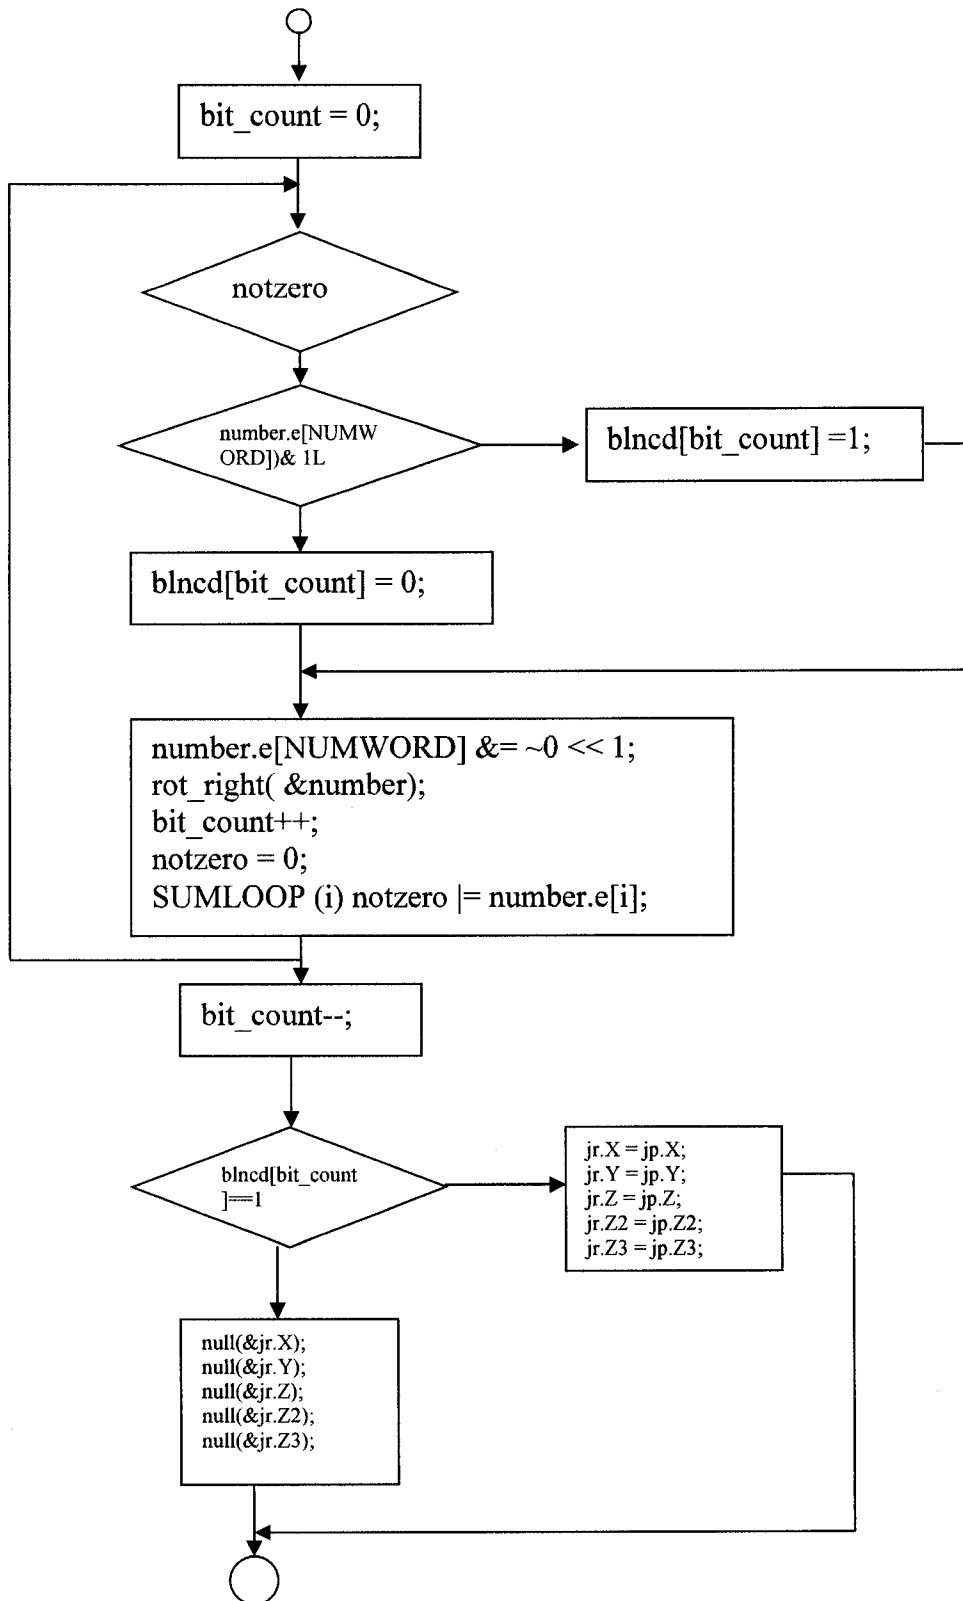 bit_count = 0;
notzero
number.e[NUMW
ORD])& 1L
blncd[bit_count] =1;
blncd[bit_count] = 0;
number.e[NUMWORD] &= ~0 << 1;
rot_right( &number);
bit_count++;
notzero = 0;
SUMLOOP (i) notzero |= number.e[i];
bit_count--;
blncd[bit_count
]==1
jr.X = jp.X;
jr.Y = jp.Y;
jr.Z = jp.Z;
jr.Z2 = jp.Z2;
jr.Z3 = jp.Z3;
null(&jr.X);
null(&jr.Y);
null(&jr.Z);
null(&jr.Z2);
null(&jr.Z3);